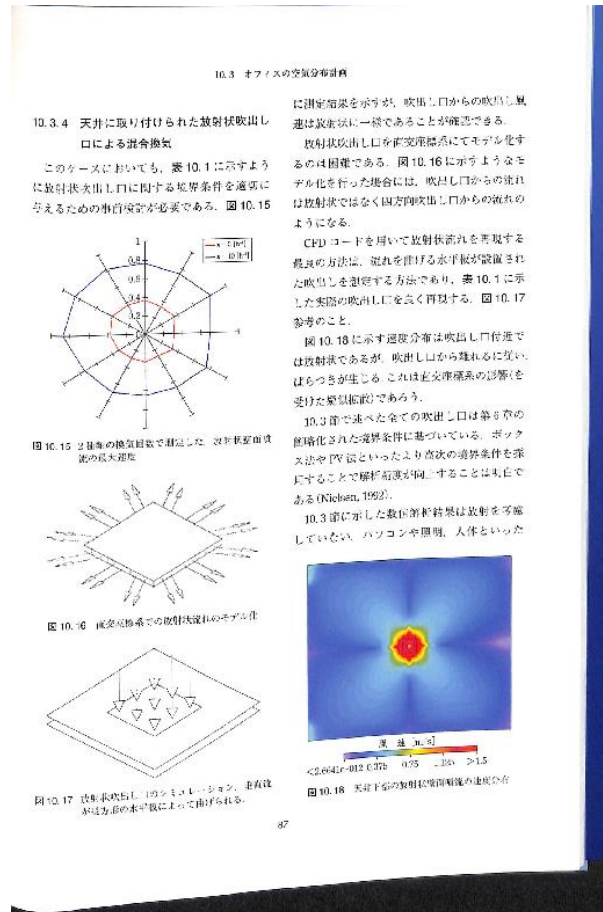 10.3 オフィスの空気分布計画
10.3.4 天井に取り付けられた放射状吹出し
口による混合換気
このケースにおいても，表 10.1 に示すよう
に放射状吹出し口に関する境界条件を適切に
与えるための事前検討が必要である．図 10.15
1
0.8
0.6
0.4
0.2
図 10.15 2種類の換気回数で測定した，放射状壁面噴
流の最大速度
図 10.16 直交座標系での放射状流れのモデル化
図 10.17 放射状吹出し口のシミュレーション．垂直流
が正方形の水平板によって曲げられる．
に測定結果を示すが，吹出し口からの吹出し風
速は放射状に一様であることが確認できる．
放射状吹出し口を直交座標系にてモデル化す
るのは困難である．図 10.16 に示すようなモ
デル化を行った場合には，吹出し口からの流れ
は放射状ではなく四方向吹出し口からの流れの
ようになる．
CFD コードを用いて放射状流れを再現する
最良の方法は，流れを曲げる水平板が設置され
た吹出しを想定する方法であり，表 10.1 に示
した実際の吹出し口を良く再現する．図 10.17
参考のこと．
図 10.18 に示す速度分布は吹出し口付近で
は放射状であるが，吹出し口から離れるに従い，
ばらつきが生じる．これは直交座標系の影響(を
受けた疑似拡散)であろう．
10.3 節で述べた全ての吹出し口は第 6 章の
簡略化された境界条件に基づいている．ボック
ス法や PV 法といったより高次の境界条件を採
用することで解析精度が向上することは明白で
ある(Nielsen, 1992)．
10.3 節に示した数値解析結果は放射を考慮
していない．パソコンや照明，人体といった
風 速 [m/s]
<2.6641e-012 0.375 0.75 1.125 >1.5
図 10.18 天井下部の放射状壁面噴流の速度分布
87